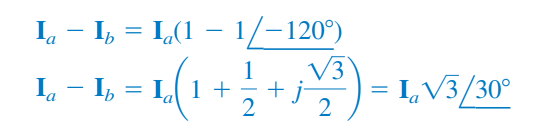 I_a − I_b = I_a(1 − 1/−120°)
I_a − I_b = I_a(1 + 1/2 + j√3/2) = I_a√3/30°